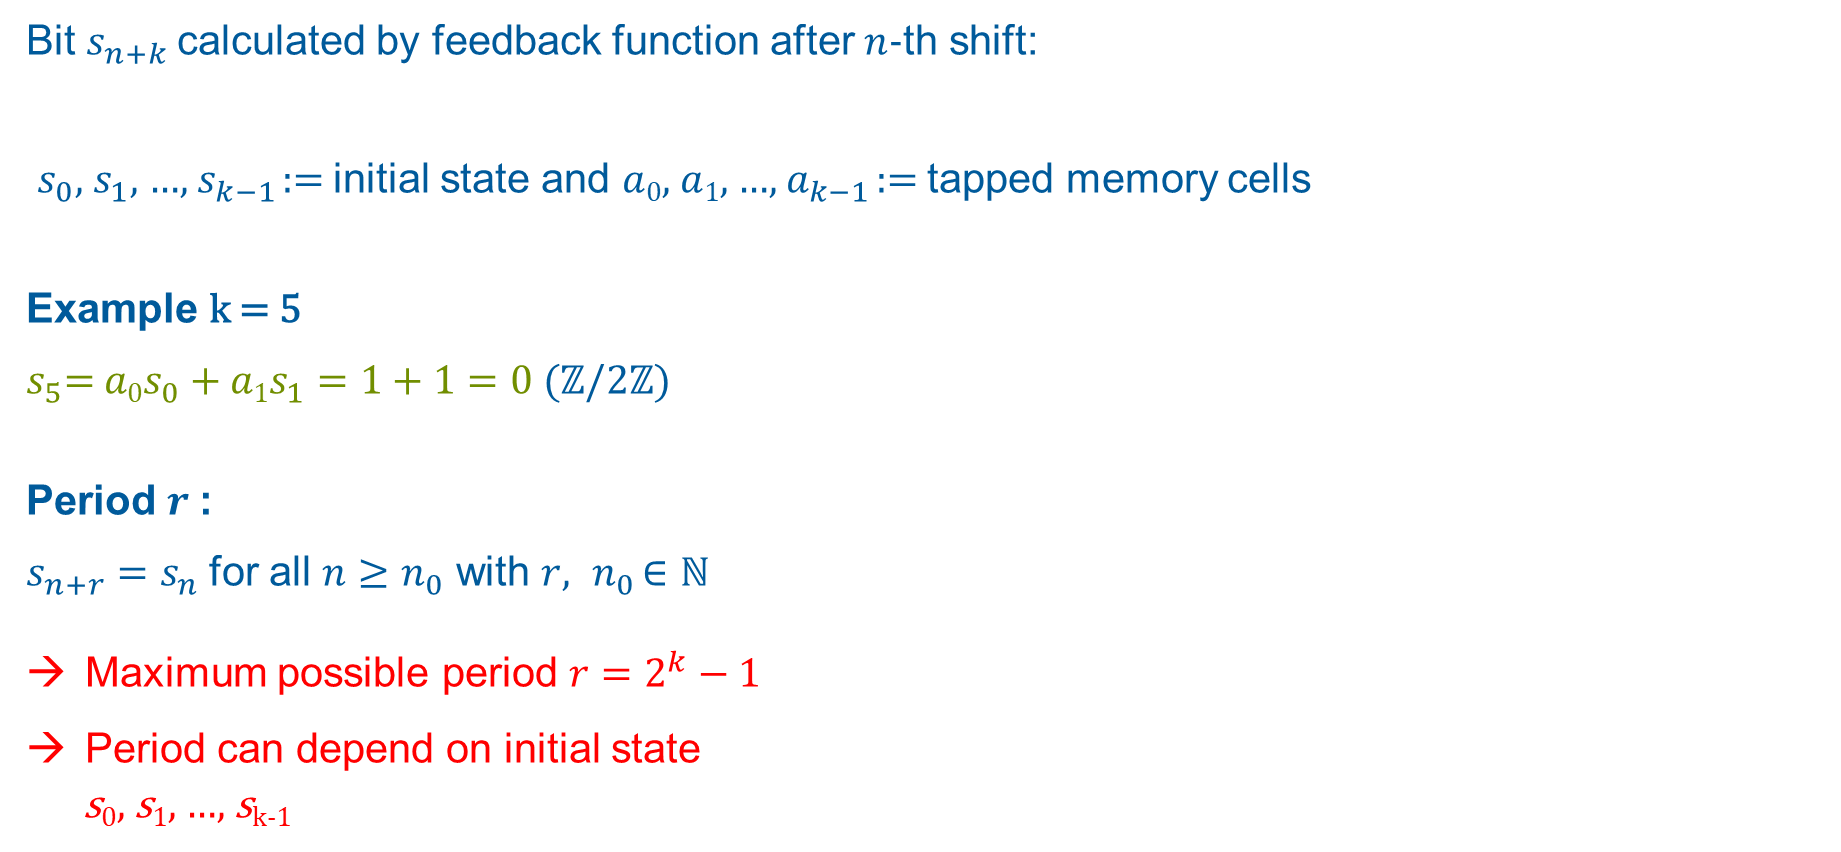 Bit sₙ₊ₖ calculated by feedback function after n-th shift:
s₀, s₁, …, sₖ₋₁ := initial state and a₀, a₁, …, aₖ₋₁ := tapped memory cells
Example k = 5
s₅ = a₀s₀ + a₁s₁ = 1 + 1 = 0 (ℤ/2ℤ)
Period r :
sₙ₊ᵣ = sₙ for all n ≥ n₀ with r, n₀ ∈ ℕ
→ Maximum possible period r = 2ᵏ − 1
→ Period can depend on initial state
s₀, s₁, …, sₖ₋₁